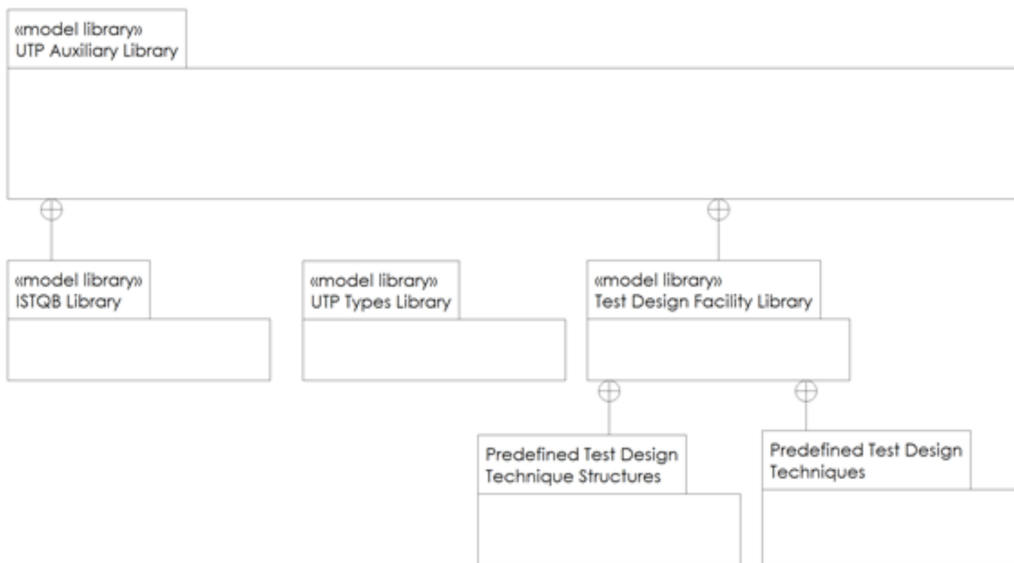 «model library»
UTP Auxiliary Library
«model library»
ISTQB Library
«model library»
UTP Types Library
«model library»
Test Design Facility Library
Predefined Test Design
Technique Structures
Predefined Test Design
Techniques